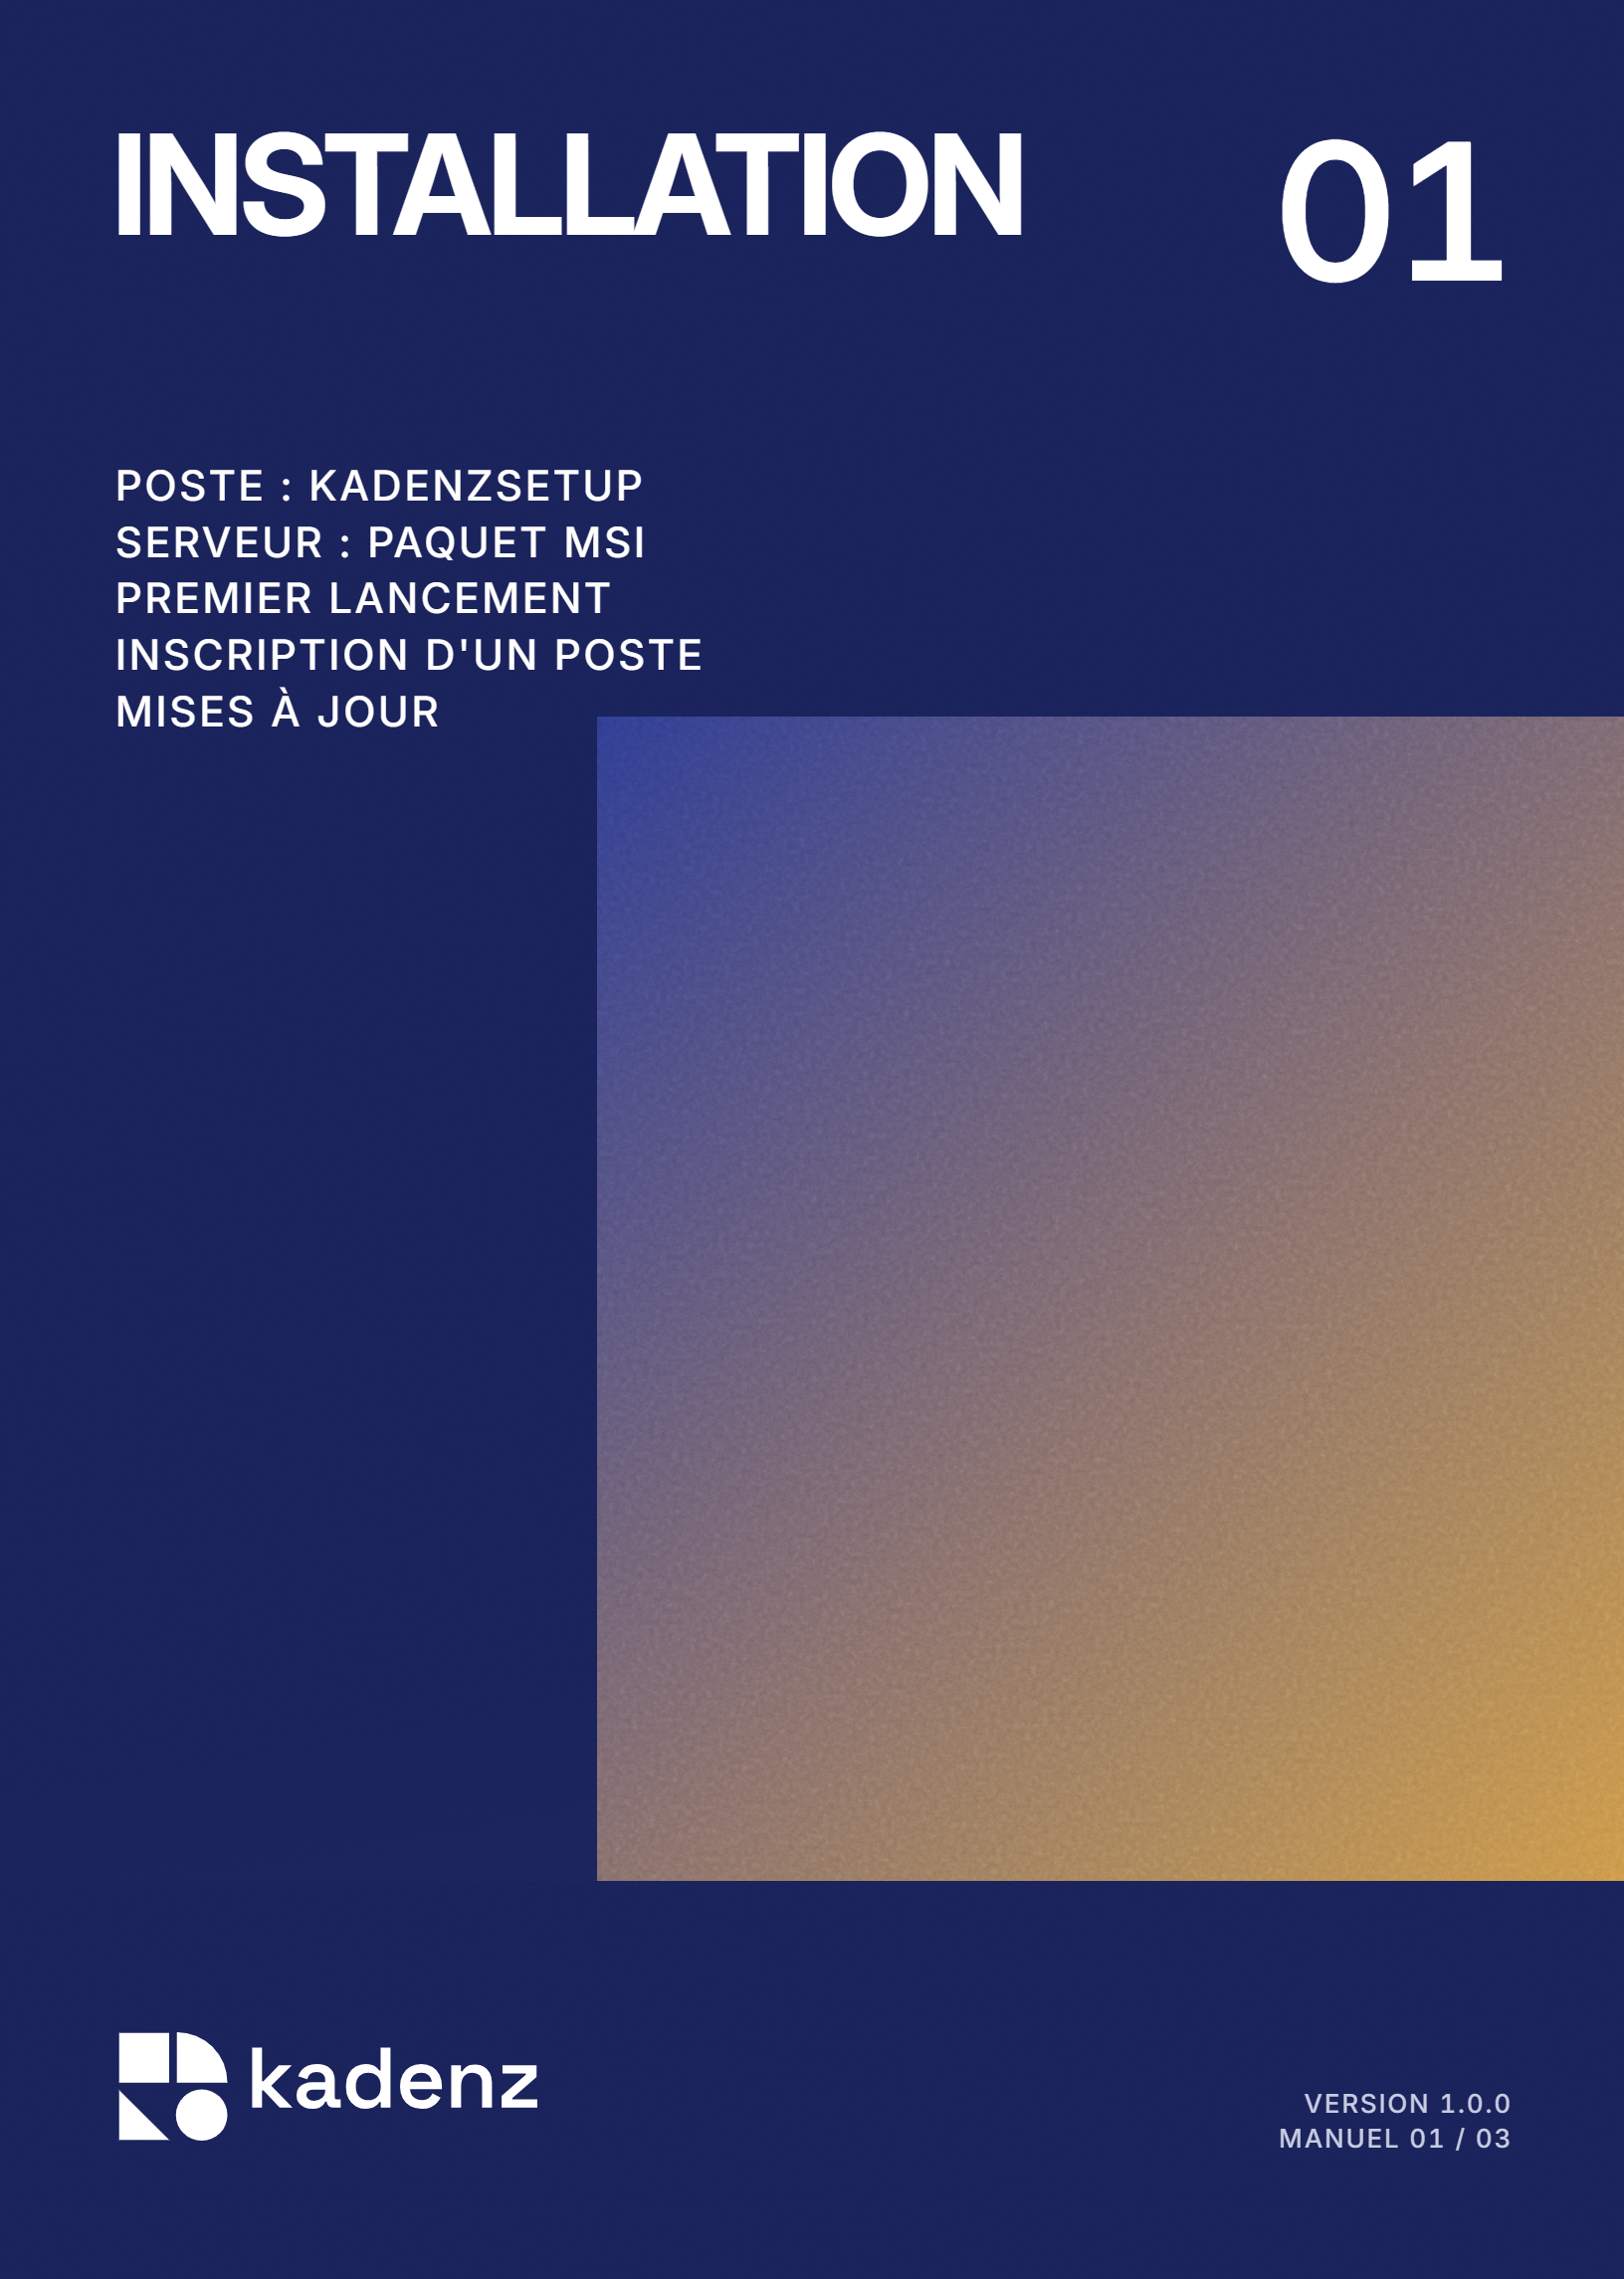 INSTALLATION
01
POSTE : KADENZSETUP
SERVEUR : PAQUET MSI
PREMIER LANCEMENT
INSCRIPTION D'UN POSTE
MISES À JOUR
kadenz
VERSION 1.0.0
MANUEL 01 / 03